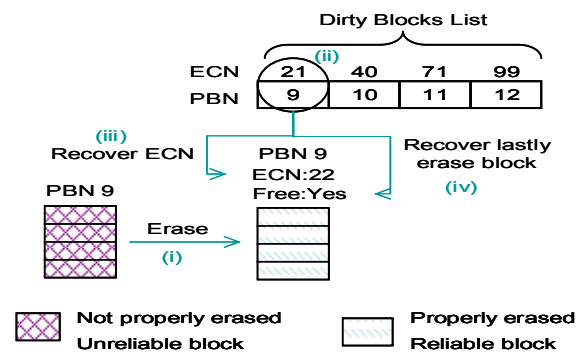 Dirty Blocks List
(ii)
ECN 21 40 71 99
PBN 9 10 11 12
(iii)
Recover ECN
PBN 9
ECN:22
Free:Yes
Recover lastly
erase block
(iv)
PBN 9
Erase
(i)
Not properly erased
Unreliable block
Properly erased
Reliable block